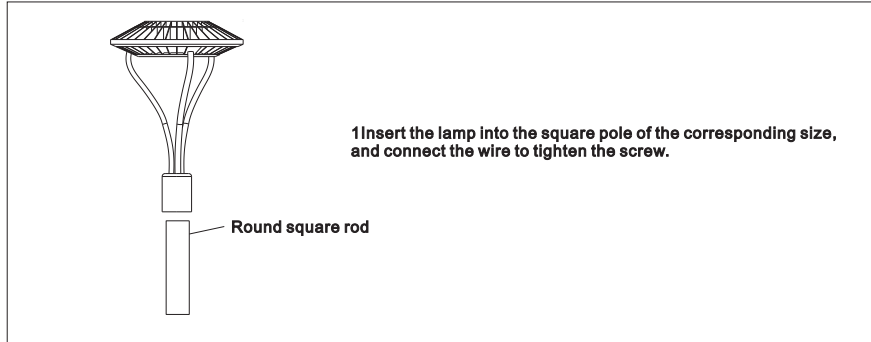 1Insert the lamp into the square pole of the corresponding size,
and connect the wire to tighten the screw.
Round square rod